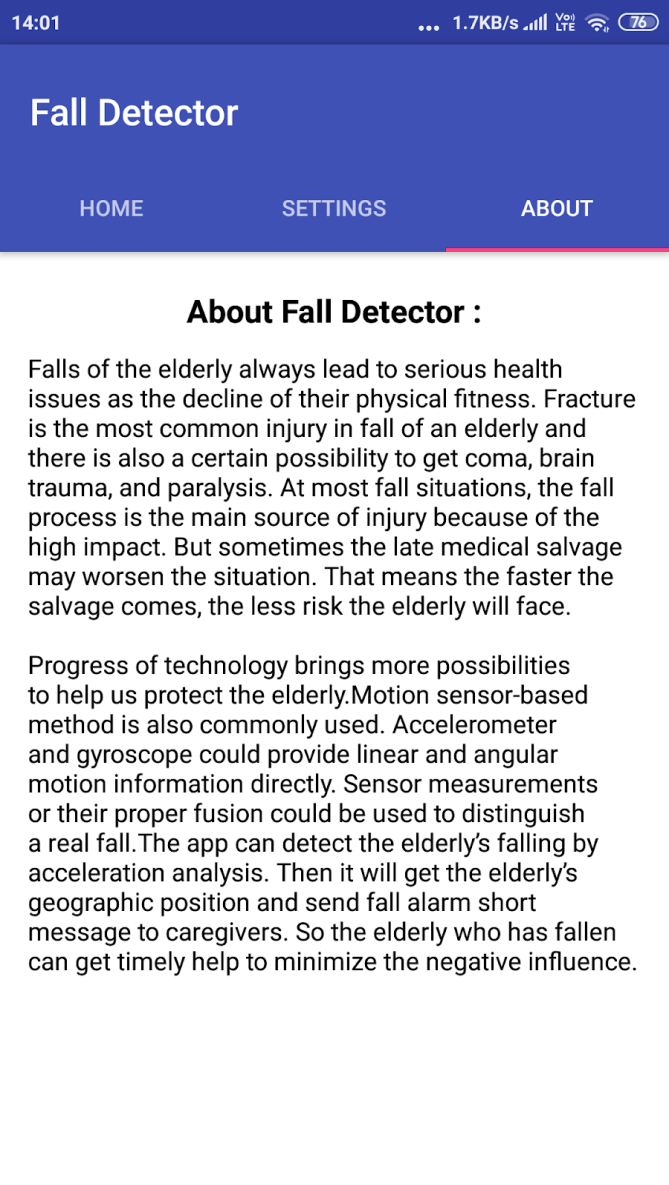 14:01 ... 1.7KB/s Vo) LTE 76
Fall Detector
HOME SETTINGS ABOUT
About Fall Detector :
Falls of the elderly always lead to serious health
issues as the decline of their physical fitness. Fracture
is the most common injury in fall of an elderly and
there is also a certain possibility to get coma, brain
trauma, and paralysis. At most fall situations, the fall
process is the main source of injury because of the
high impact. But sometimes the late medical salvage
may worsen the situation. That means the faster the
salvage comes, the less risk the elderly will face.
Progress of technology brings more possibilities
to help us protect the elderly.Motion sensor-based
method is also commonly used. Accelerometer
and gyroscope could provide linear and angular
motion information directly. Sensor measurements
or their proper fusion could be used to distinguish
a real fall.The app can detect the elderly’s falling by
acceleration analysis. Then it will get the elderly’s
geographic position and send fall alarm short
message to caregivers. So the elderly who has fallen
can get timely help to minimize the negative influence.